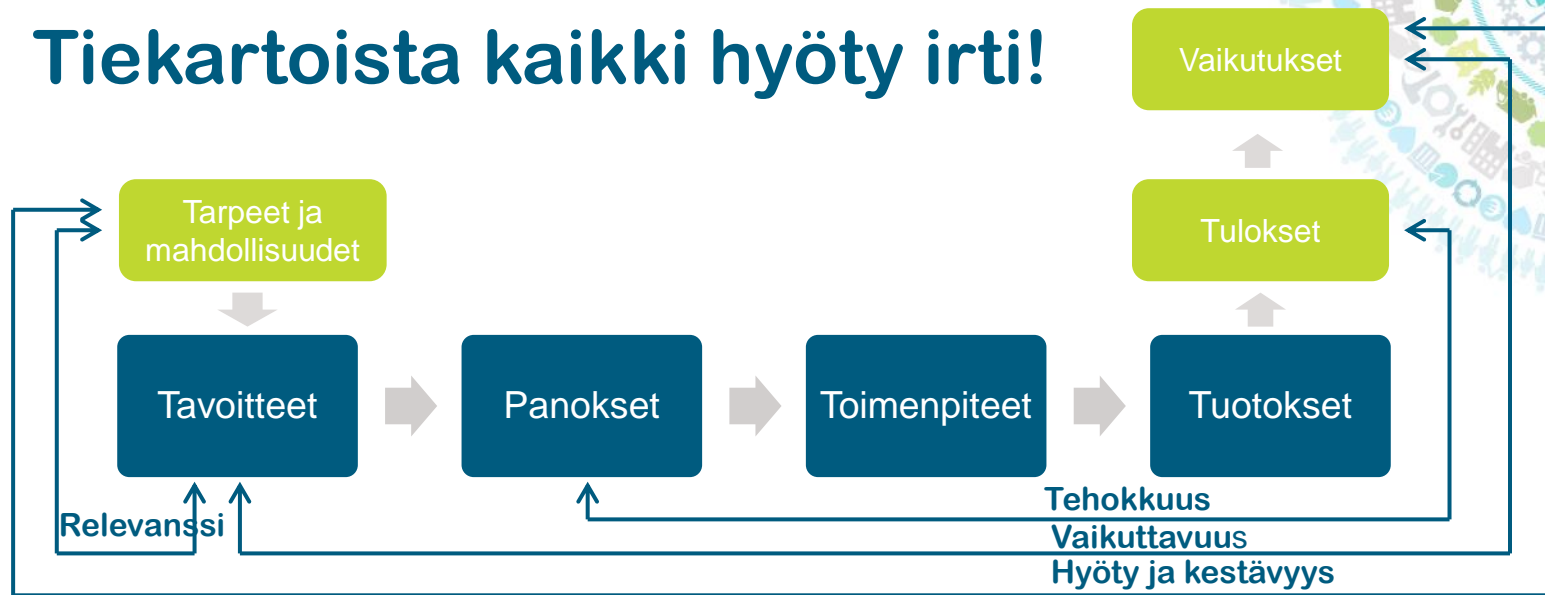 Tiekartoista kaikki hyöty irti!
Vaikutukset
Tarpeet ja
mahdollisuudet
Tulokset
Tavoitteet
Panokset
Toimenpiteet
Tuotokset
Relevanssi
Tehokkuus
Vaikuttavuus
Hyöty ja kestävyys